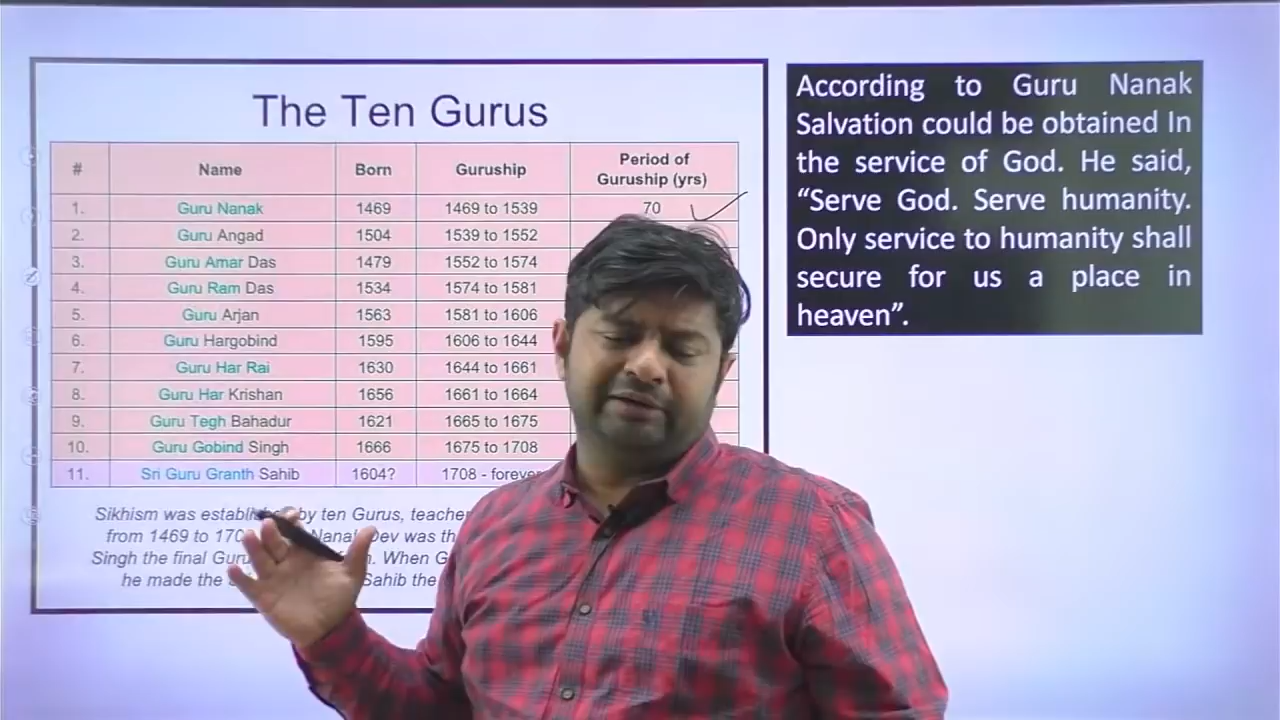 The Ten Gurus
# Name Born Guruship Period of Guruship (yrs)
1. Guru Nanak 1469 1469 to 1539 70
2. Guru Angad 1504 1539 to 1552
3. Guru Amar Das 1479 1552 to 1574
4. Guru Ram Das 1534 1574 to 1581
5. Guru Arjan 1563 1581 to 1606
6. Guru Hargobind 1595 1606 to 1644
7. Guru Har Rai 1630 1644 to 1661
8. Guru Har Krishan 1656 1661 to 1664
9. Guru Tegh Bahadur 1621 1665 to 1675
10. Guru Gobind Singh 1666 1675 to 1708
11. Sri Guru Granth Sahib 1604? 1708 - forever
Sikhism was by ten Gurus, teacher
from 1469 to Dev was
Singh the final When
he made the Sahib the
According to Guru Nanak
Salvation could be obtained In
the service of God. He said,
“Serve God. Serve humanity.
Only service to humanity shall
secure for us a place in
heaven”.